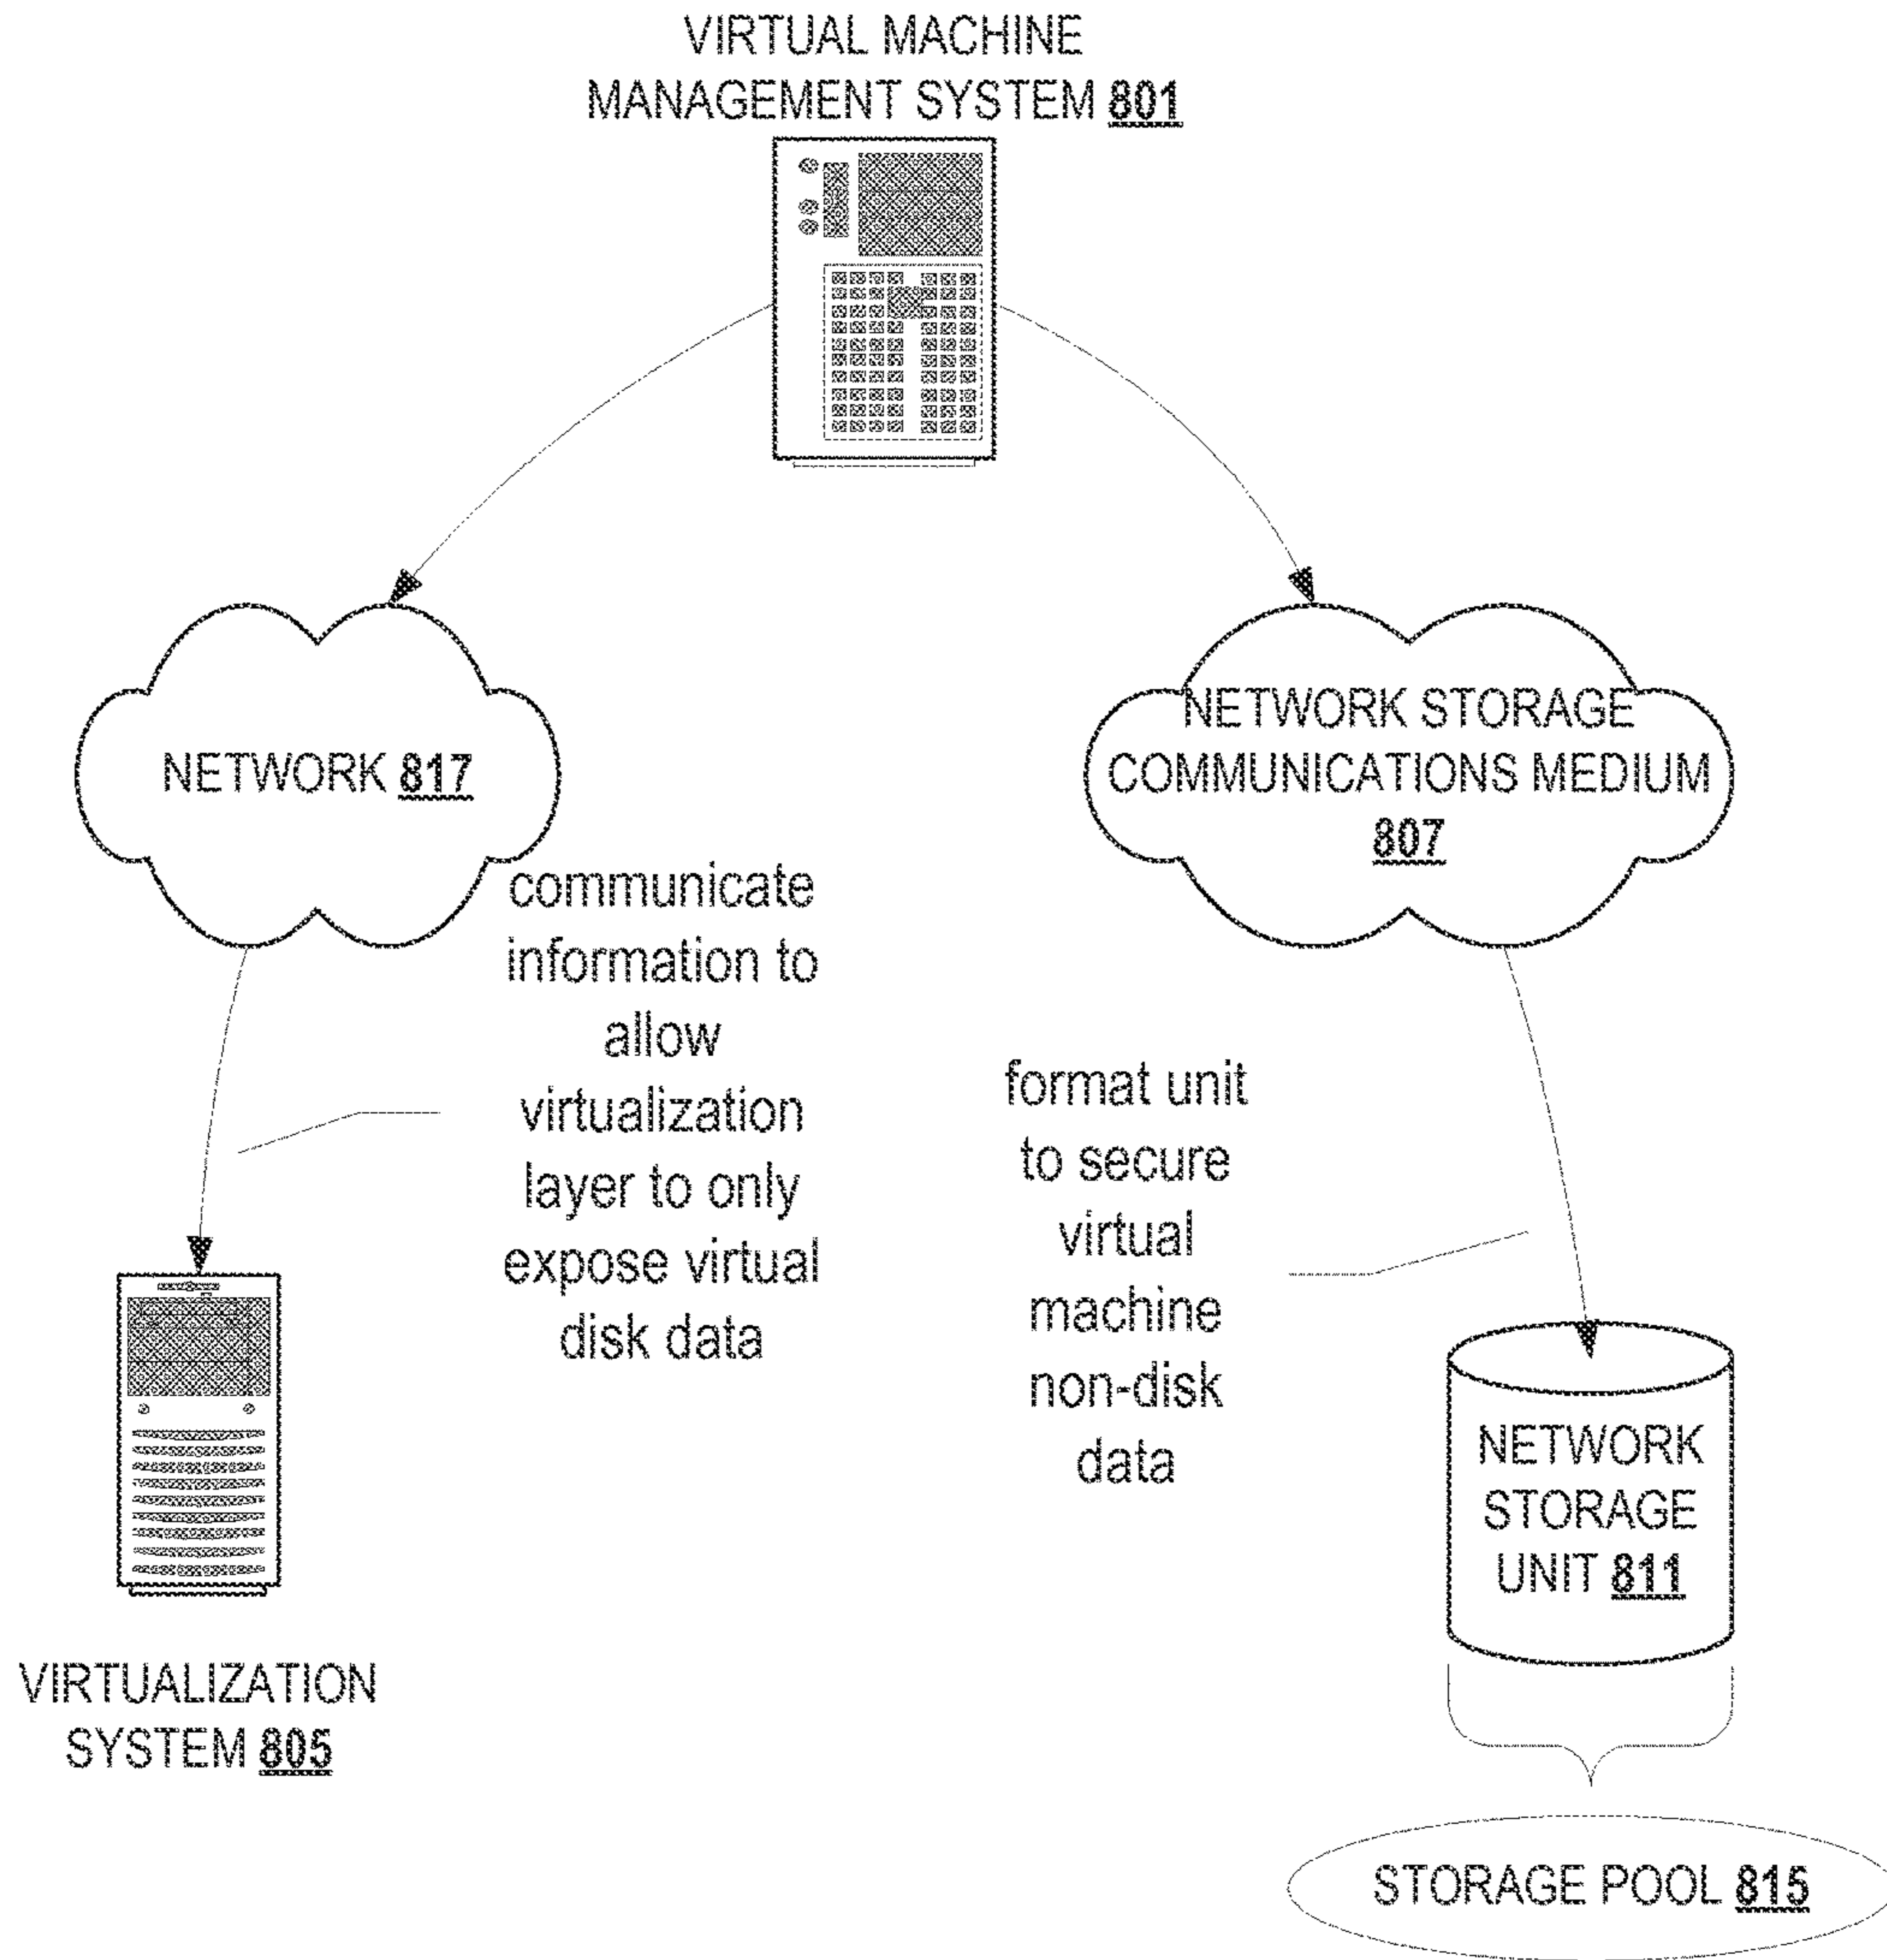 VIRTUAL MACHINE
MANAGEMENT SYSTEM 801
NETWORK 817
NETWORK STORAGE
COMMUNICATIONS MEDIUM
807
communicate
information to
allow
virtualization
layer to only
expose virtual
disk data
format unit
to secure
virtual
machine
non-disk
data
NETWORK
STORAGE
UNIT 811
VIRTUALIZATION
SYSTEM 805
STORAGE POOL 815